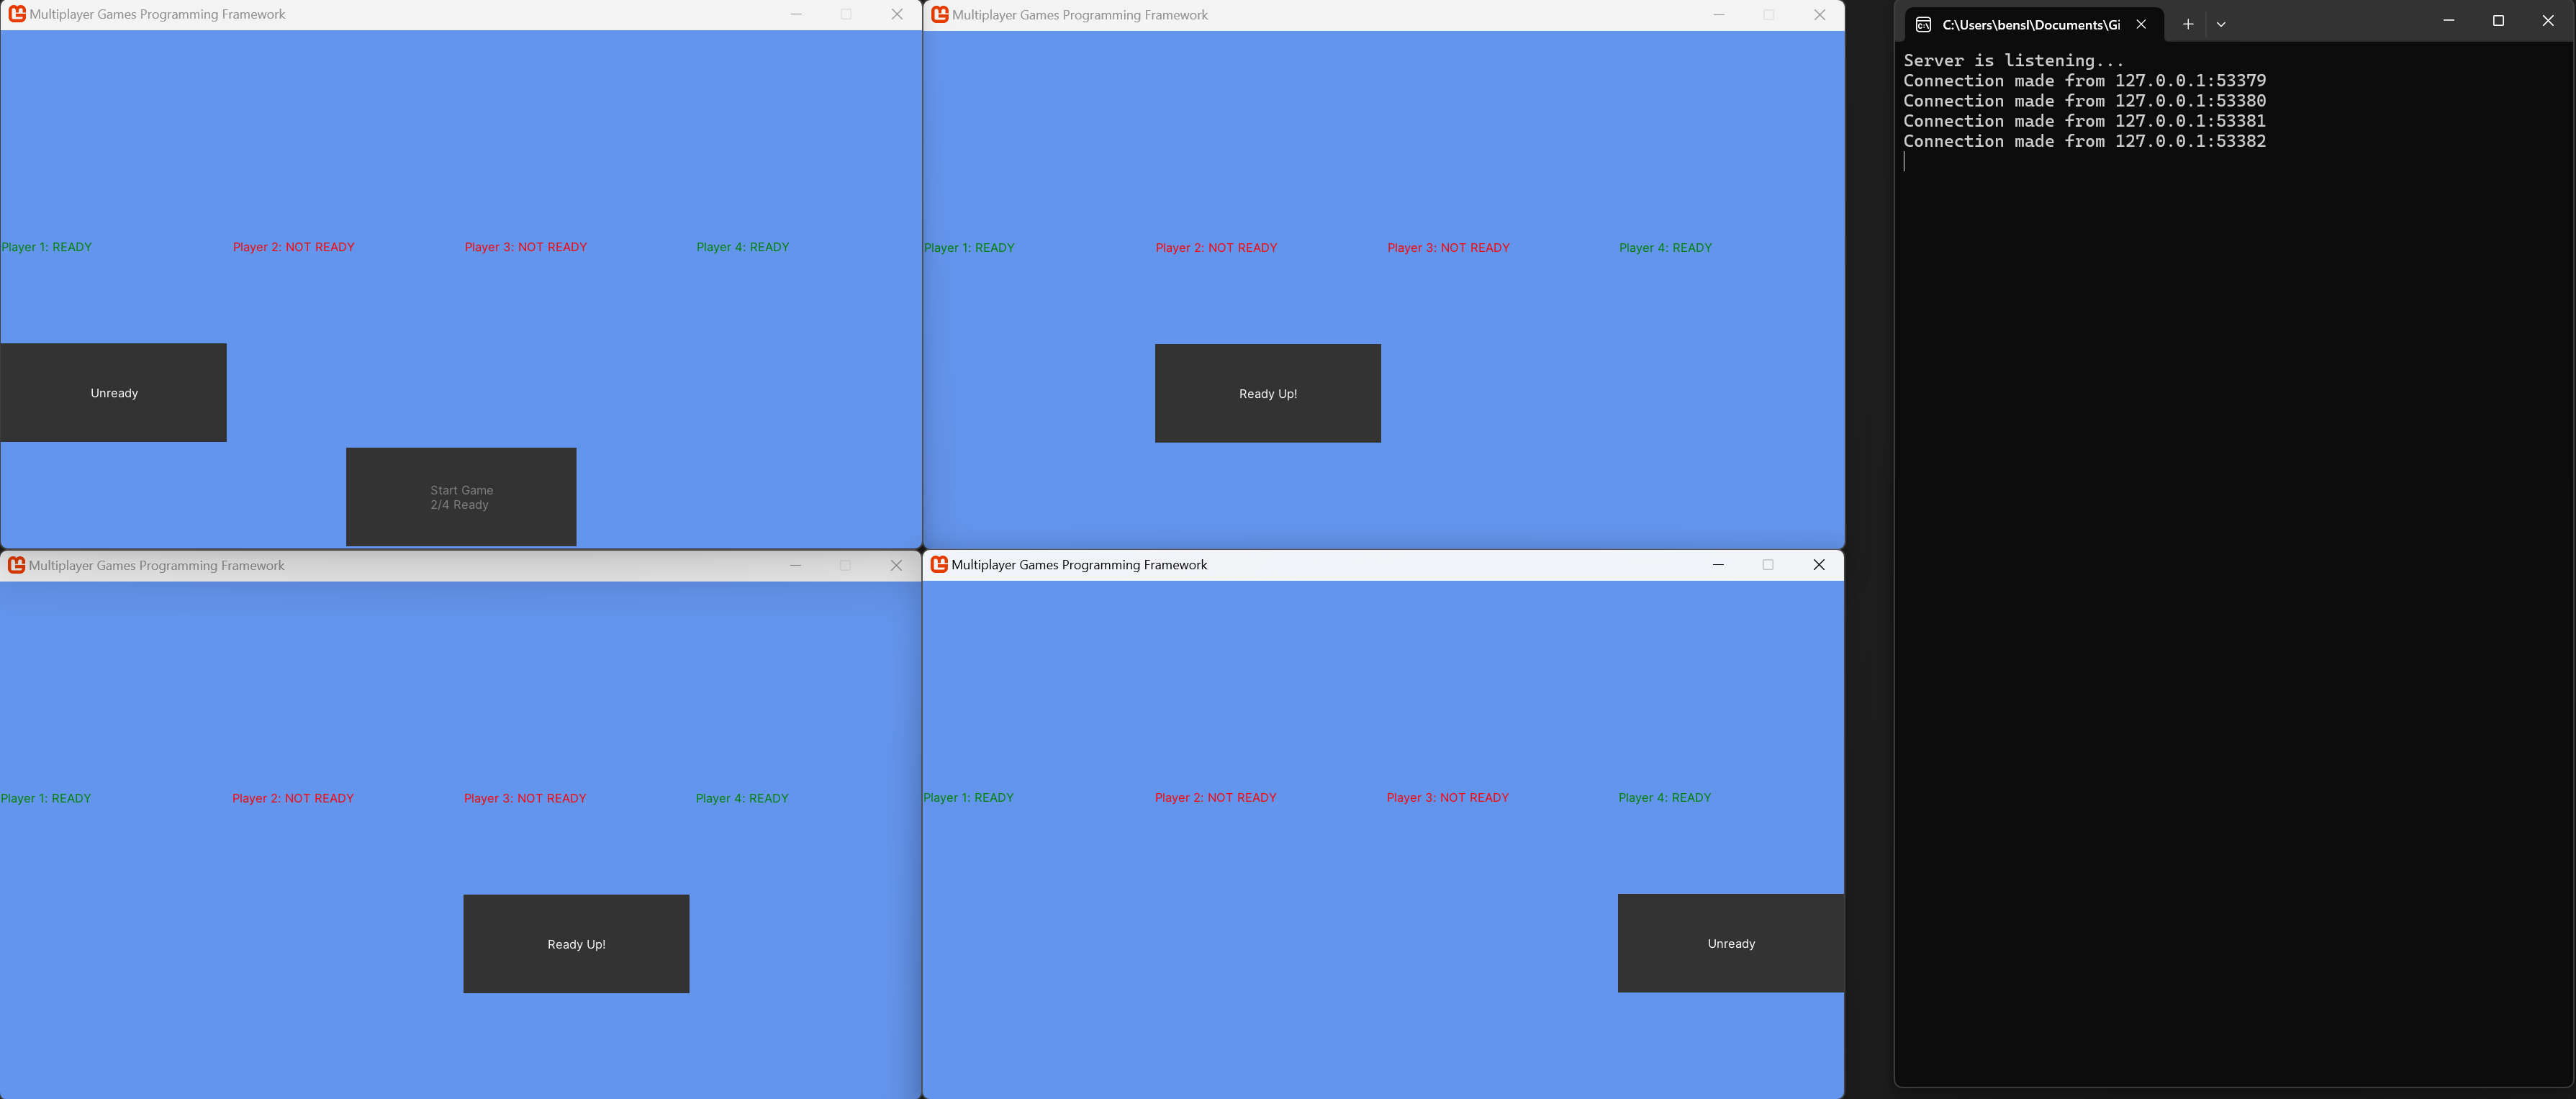 Multiplayer Games Programming Framework
Player 1: READY
Player 2: NOT READY
Player 3: NOT READY
Player 4: READY
Unready
Start Game
2/4 Ready
Multiplayer Games Programming Framework
Player 1: READY
Player 2: NOT READY
Player 3: NOT READY
Player 4: READY
Ready Up!
Multiplayer Games Programming Framework
Player 1: READY
Player 2: NOT READY
Player 3: NOT READY
Player 4: READY
Ready Up!
Multiplayer Games Programming Framework
Player 1: READY
Player 2: NOT READY
Player 3: NOT READY
Player 4: READY
Unready
C:\Users\bensl\Documents\Gi
Server is listening...
Connection made from 127.0.0.1:53379
Connection made from 127.0.0.1:53380
Connection made from 127.0.0.1:53381
Connection made from 127.0.0.1:53382